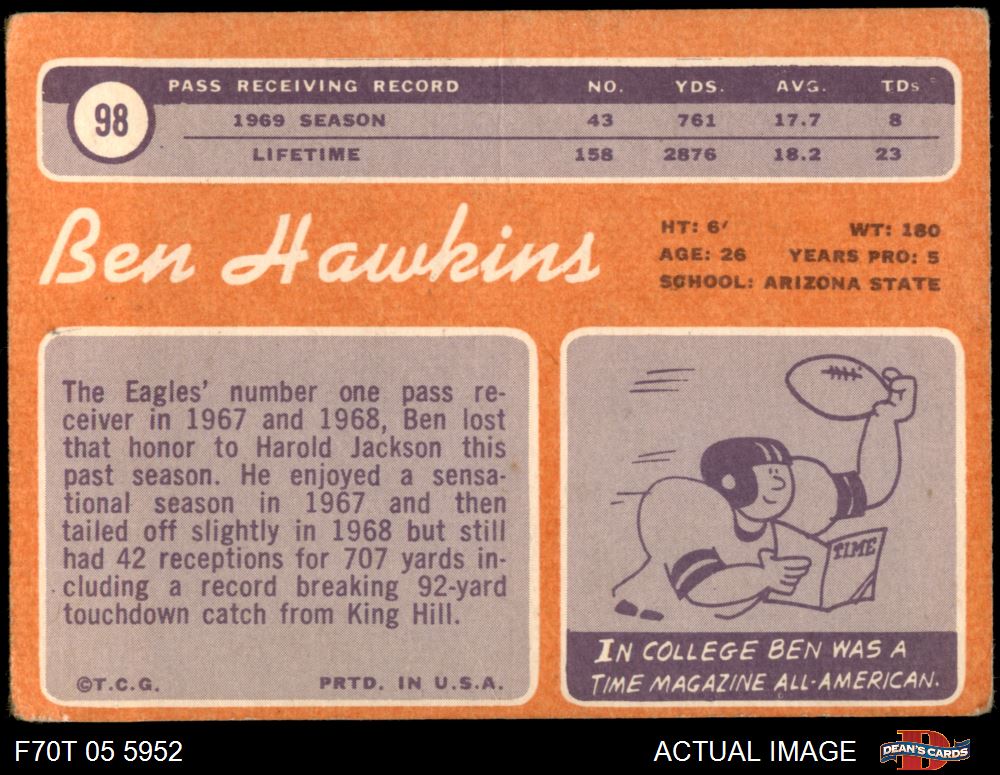 98
PASS RECEIVING RECORD NO. YDS. AVG. TDs
1969 SEASON 43 761 17.7 8
LIFETIME 158 2876 18.2 23
Ben Hawkins
HT: 6' WT: 180
AGE: 26 YEARS PRO: 5
SCHOOL: ARIZONA STATE
The Eagles' number one pass re-
ceiver in 1967 and 1968, Ben lost
that honor to Harold Jackson this
past season. He enjoyed a sensa-
tional season in 1967 and then
tailed off slightly in 1968 but still
had 42 receptions for 707 yards in-
cluding a record breaking 92-yard
touchdown catch from King Hill.
©T.C.G. PRTD. IN U.S.A.
TIME
IN COLLEGE BEN WAS A
TIME MAGAZINE ALL-AMERICAN.
F70T 05 5952 ACTUAL IMAGE DEAN'S CARDS